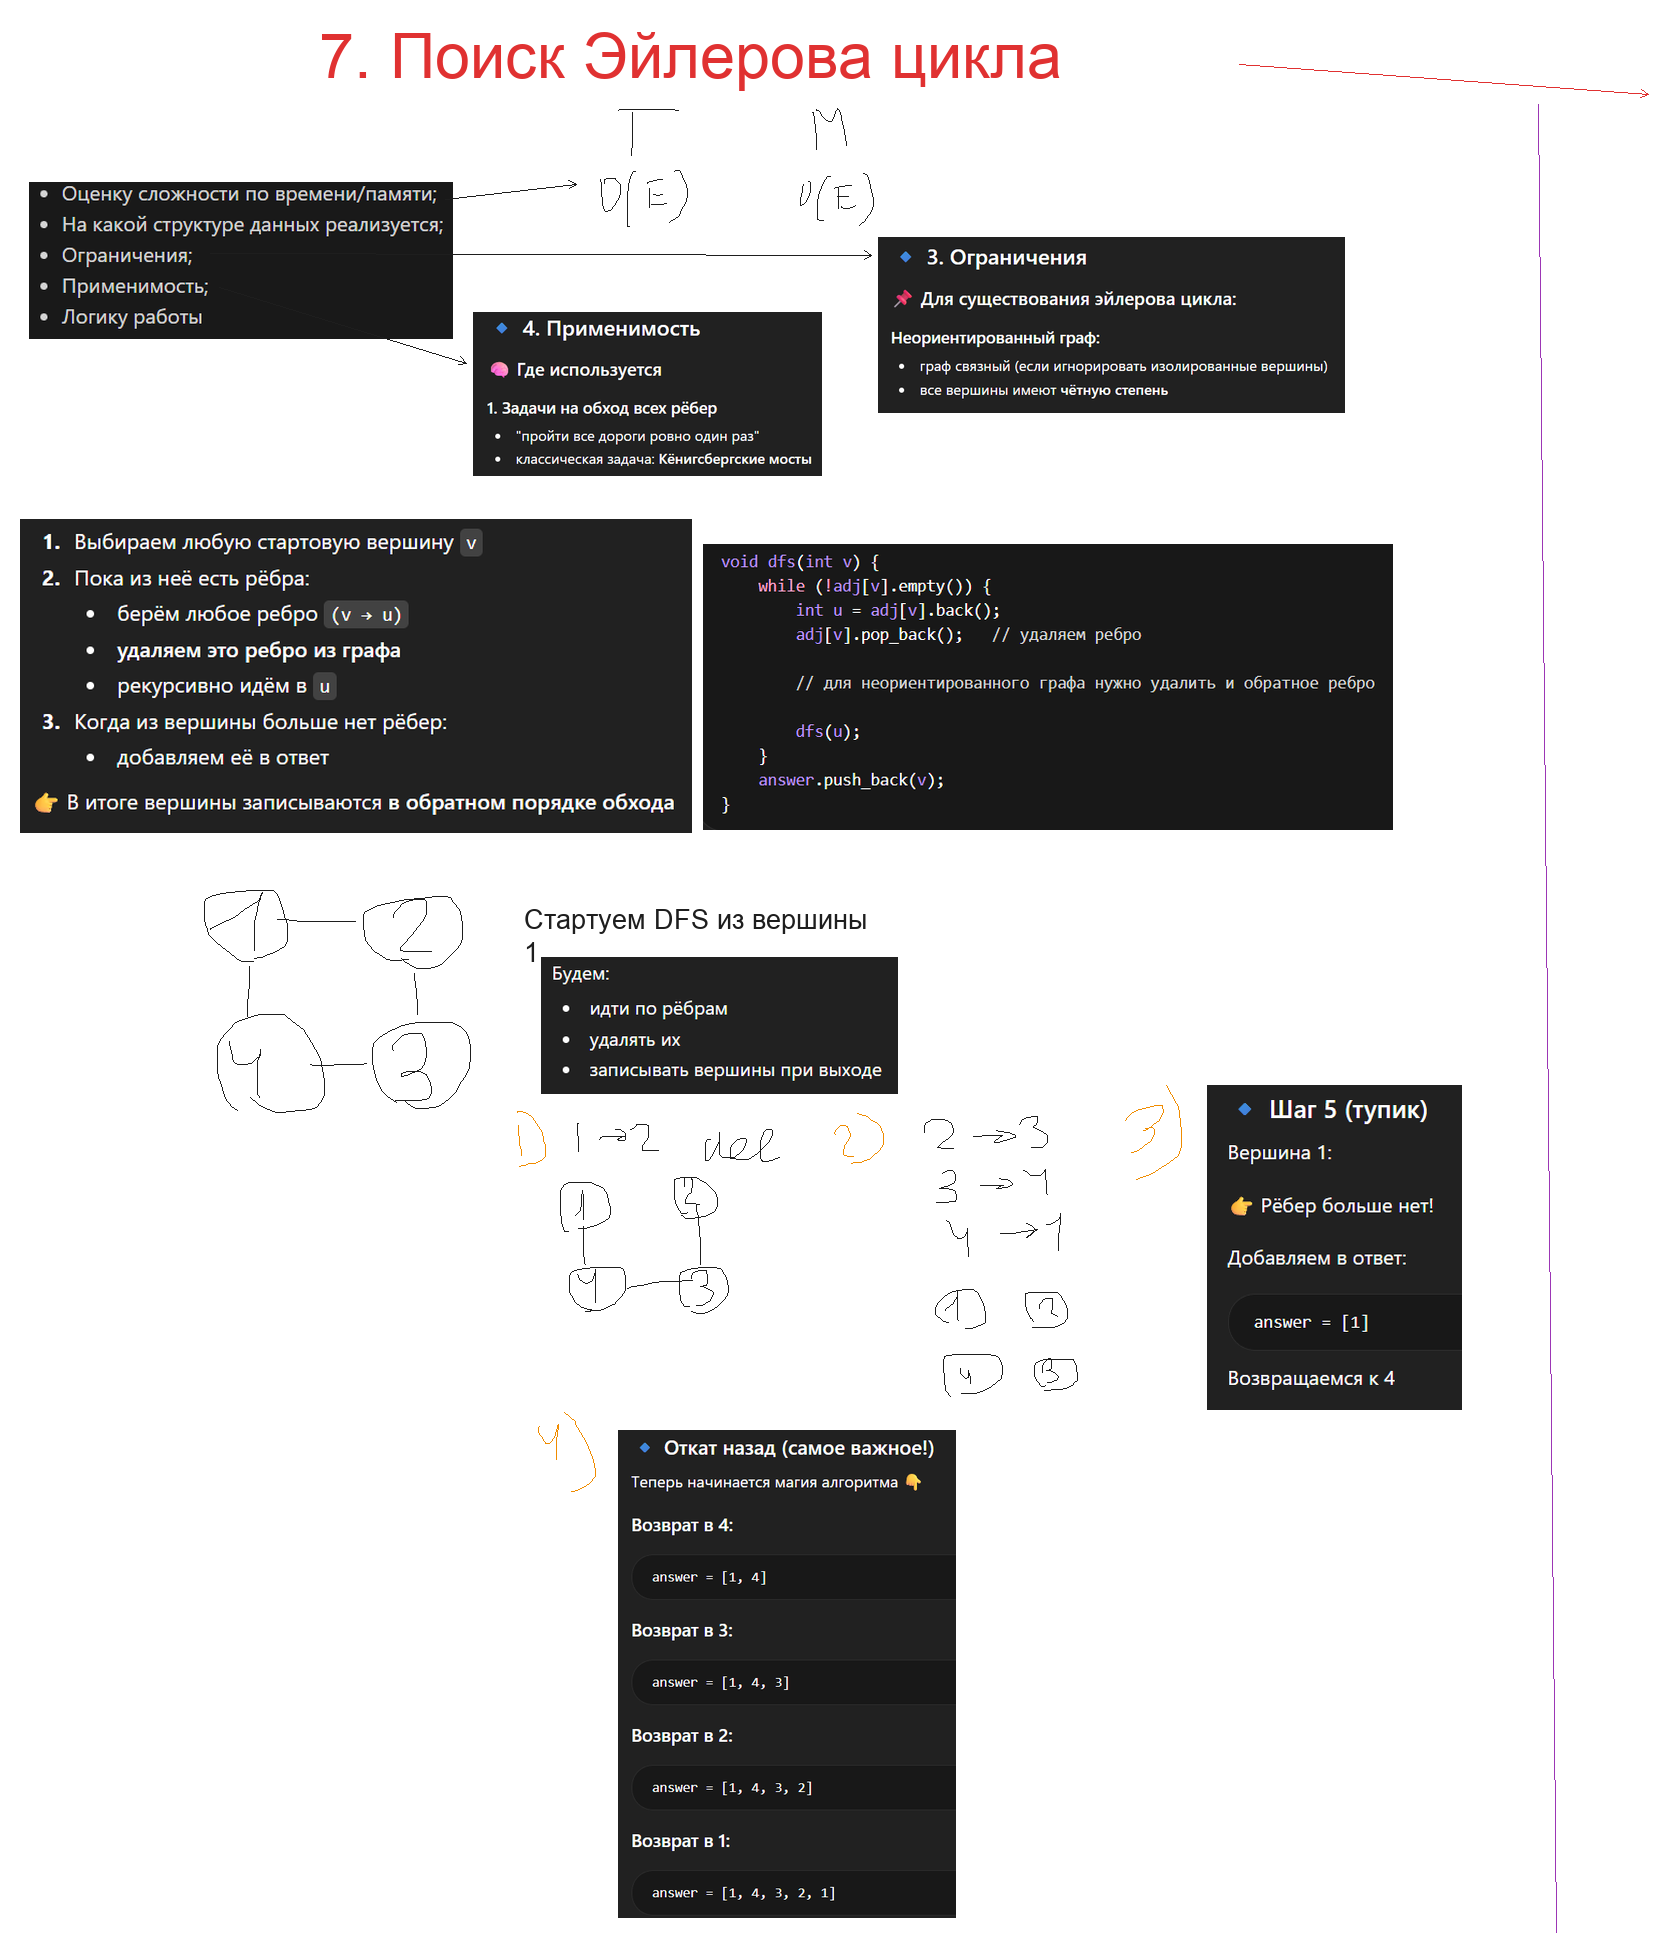 7. Поиск Эйлерова цикла
T M
O(E) O(E)
• Оценку сложности по времени/памяти;
• На какой структуре данных реализуется;
• Ограничения;
• Применимость;
• Логику работы
🔹 3. Ограничения
📌 Для существования эйлерова цикла:
Неориентированный граф:
• граф связный (если игнорировать изолированные вершины)
• все вершины имеют чётную степень
🔹 4. Применимость
🧠 Где используется
1. Задачи на обход всех рёбер
• "пройти все дороги ровно один раз"
• классическая задача: Кёнигсбергские мосты
1. Выбираем любую стартовую вершину v
2. Пока из неё есть рёбра:
• берём любое ребро (v → u)
• удаляем это ребро из графа
• рекурсивно идём в u
3. Когда из вершины больше нет рёбер:
• добавляем её в ответ
👉 В итоге вершины записываются в обратном порядке обхода
void dfs(int v) {
while (!adj[v].empty()) {
int u = adj[v].back();
adj[v].pop_back(); // удаляем ребро
// для неориентированного графа нужно удалить и обратное ребро
dfs(u);
}
answer.push_back(v);
}
1 2
4 3
Стартуем DFS из вершины
1
Будем:
• идти по рёбрам
• удалять их
• записывать вершины при выходе
1) 1 → 2 del
1 2
4 3
2) 2 → 3
3 → 4
4 → 1
1 2
4 3
3)
🔹 Шаг 5 (тупик)
Вершина 1:
👉 Рёбер больше нет!
Добавляем в ответ:
answer = [1]
Возвращаемся к 4
4)
🔹 Откат назад (самое важное!)
Теперь начинается магия алгоритма 👇
Возврат в 4:
answer = [1, 4]
Возврат в 3:
answer = [1, 4, 3]
Возврат в 2:
answer = [1, 4, 3, 2]
Возврат в 1:
answer = [1, 4, 3, 2, 1]